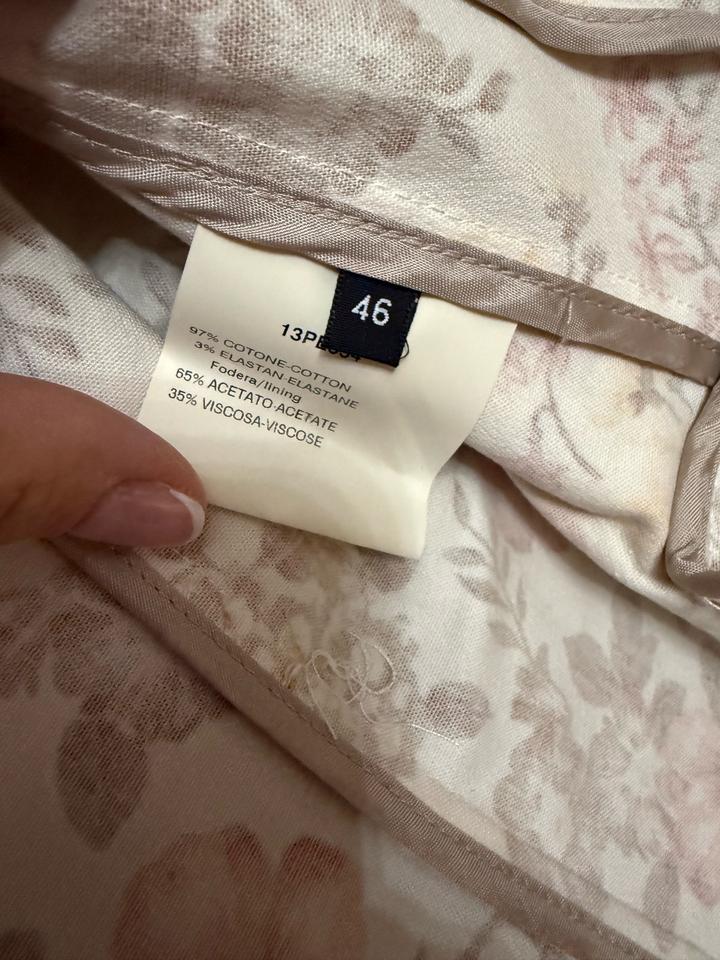 46
97% COTONE-COTTON
3% ELASTAN-ELASTANE
Fodera/lining
65% ACETATO-ACETATE
35% VISCOSA-VISCOSE